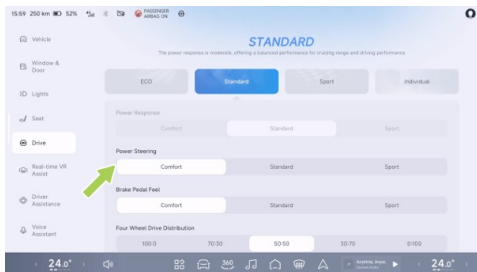 15:59 250 km 52%
PASSENGER
AIRBAG ON
Vehicle
Window &
Door
Lights
Seat
Drive
Real-time VR
Assist
Driver
Assistance
Voice
Assistant
STANDARD
The power response is moderate, offering a balanced performance for cruising range and driving performance
ECO Standard Sport Individual
Power Response
Comfort Standard Sport
Power Steering
Comfort Standard Sport
Brake Pedal Feel
Comfort Standard Sport
Four Wheel Drive Distribution
100:0 70:30 50:50 30:70 0:100
24.0° 360 24.0°